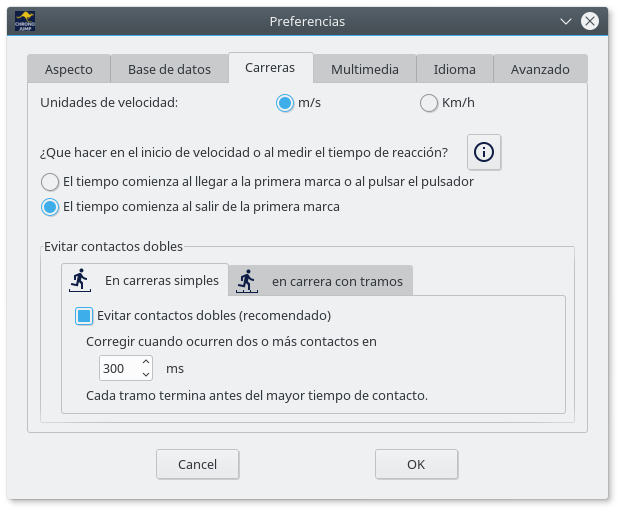 CHRONO
JUMP
Preferencias
Aspecto
Base de datos
Carreras
Multimedia
Idioma
Avanzado
Unidades de velocidad:
m/s
Km/h
¿Que hacer en el inicio de velocidad o al medir el tiempo de reacción?
El tiempo comienza al llegar a la primera marca o al pulsar el pulsador
El tiempo comienza al salir de la primera marca
Evitar contactos dobles
En carreras simples
en carrera con tramos
Evitar contactos dobles (recomendado)
Corregir cuando ocurren dos o más contactos en
300 ms
Cada tramo termina antes del mayor tiempo de contacto.
Cancel
OK